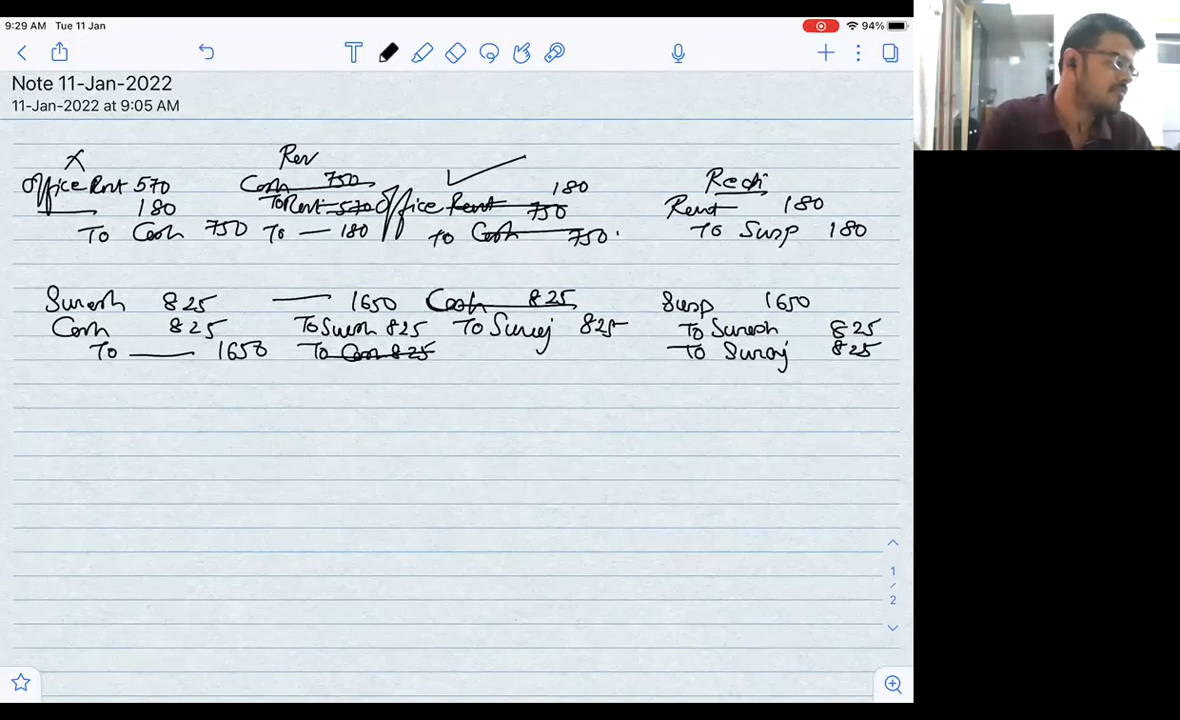 9:29 AM Tue 11 Jan
94%
T
Note 11-Jan-2022
11-Jan-2022 at 9:05 AM
X Rev Recti
Office Rent 570 Cash 750 180 Rent 180
180 To Rent 570 Office Rent 750 To Susp 180
To Cash 750 To 180 To Cash 750
Suresh 825 1650 Cash 825 Susp 1650
Cash 825 To Suresh 825 To Suraj 825 To Suresh 825
To 1650 To Cash 825 To Suraj 825
1
/
2